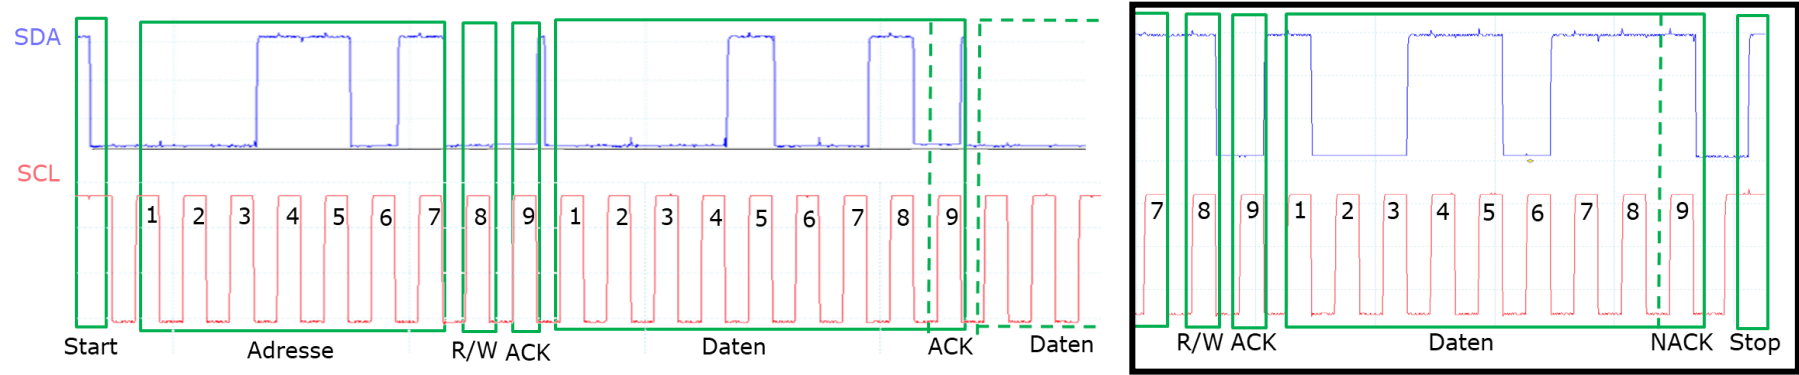 SDA
SCL
1 2 3 4 5 6 7 8 9 1 2 3 4 5 6 7 8 9
Start Adresse R/W ACK Daten ACK Daten
7 8 9 1 2 3 4 5 6 7 8 9
R/W ACK Daten NACK Stop